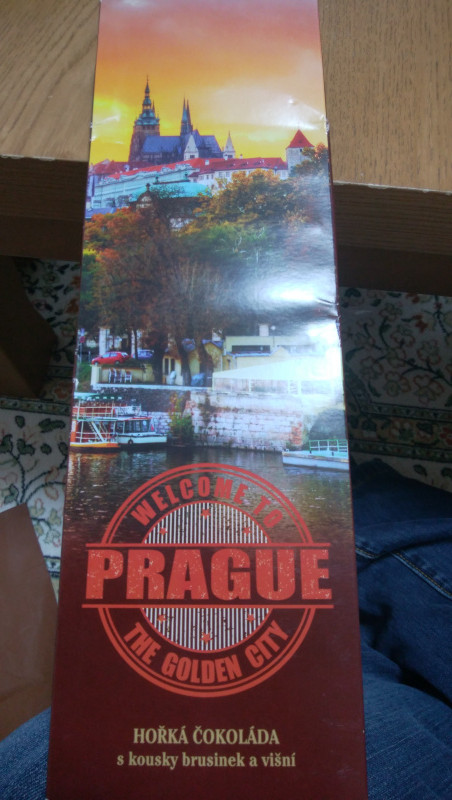 WELCOME TO
PRAGUE
THE GOLDEN CITY
HOŘKÁ ČOKOLÁDA
s kousky brusinek a višní